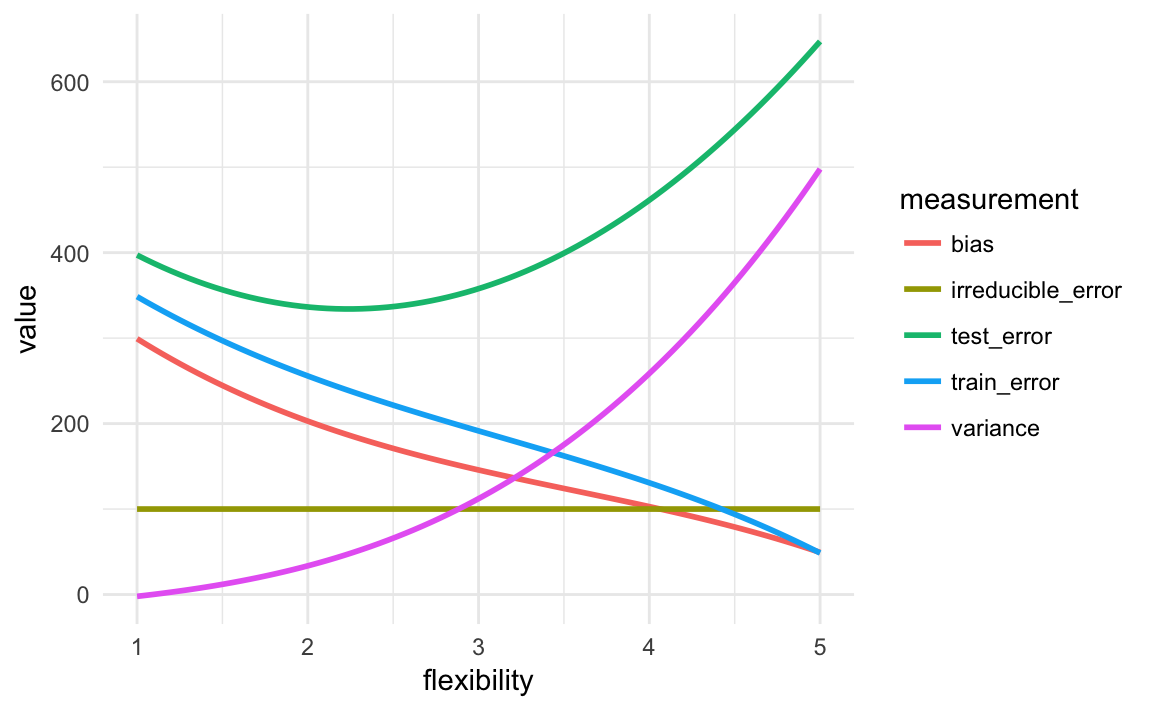 600
400
200
0
value
1 2 3 4 5
flexibility
measurement
bias
irreducible_error
test_error
train_error
variance